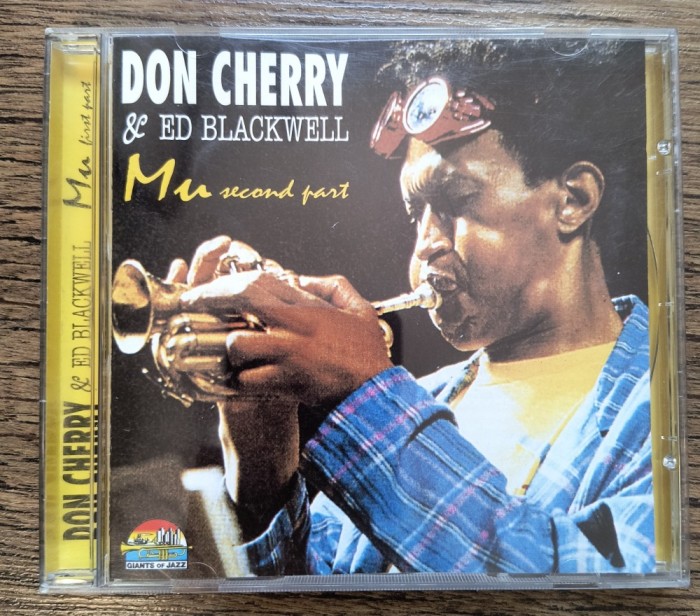 DON CHERRY
& ED BLACKWELL
Mu second part
DON CHERRY & ED BLACKWELL Mu first part
GIANTS OF JAZZ